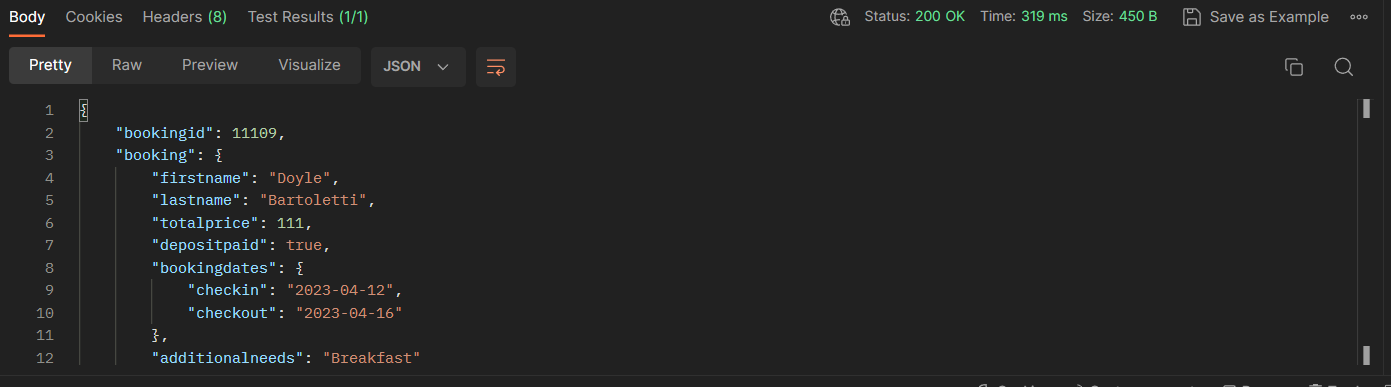 Body Cookies Headers (8) Test Results (1/1) Status: 200 OK Time: 319 ms Size: 450 B Save as Example
Pretty Raw Preview Visualize JSON
1 {
2 "bookingid": 11109,
3 "booking": {
4 "firstname": "Doyle",
5 "lastname": "Bartoletti",
6 "totalprice": 111,
7 "depositpaid": true,
8 "bookingdates": {
9 "checkin": "2023-04-12",
10 "checkout": "2023-04-16"
11 },
12 "additionalneeds": "Breakfast"